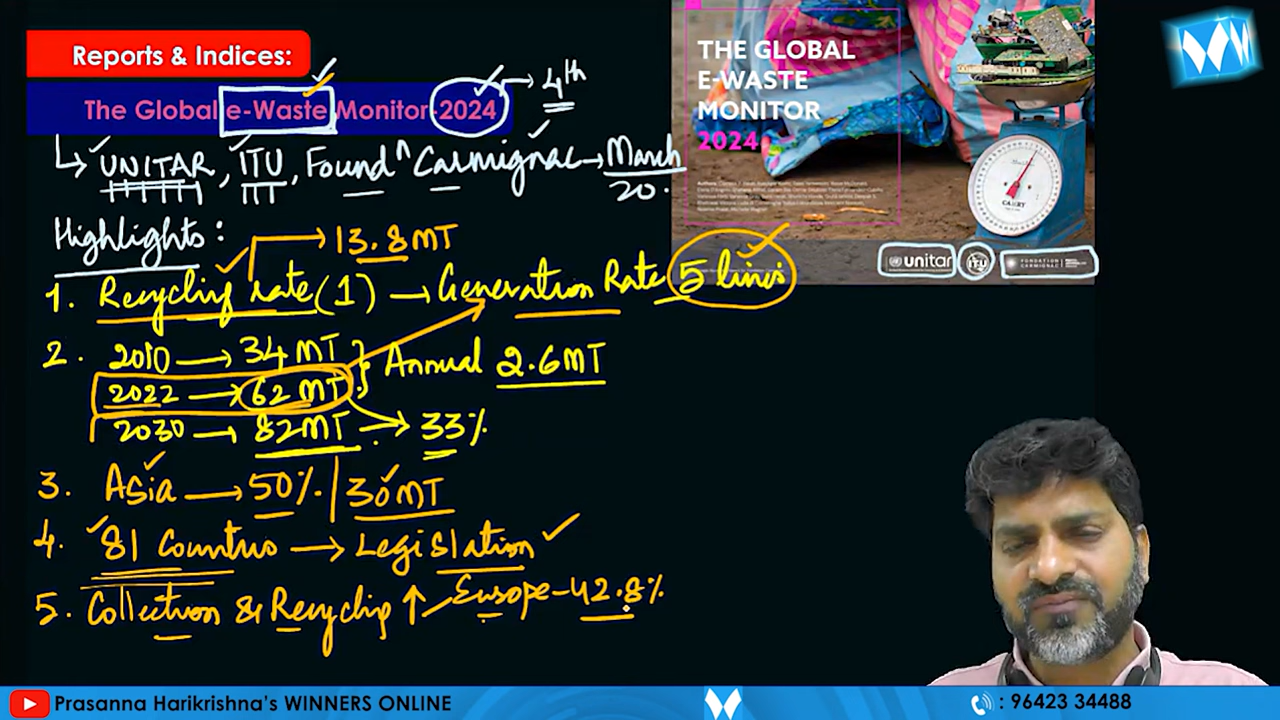 Reports & Indices:
The Global e-Waste Monitor-2024 → 4th
↳ UNITAR, ITU, Foundn Carmignac → March
20.
Highlights:
→ 13.8MT
1. Recycling rate (1) → Generation Rate 5 times
2. 2010 → 34 MT
2022 → 62 MT
Annual 2.6MT
2030 → 82MT → 33%
3. Asia → 50% | 30MT
4. 81 Countries → Legislation
5. Collection & Recycling ↑ Europe-42.8%
THE GLOBAL
E-WASTE
MONITOR
2024
unitar
ITU
FONDATION
CARMIGNAC
Prasanna Harikrishna's WINNERS ONLINE
: 96423 34488